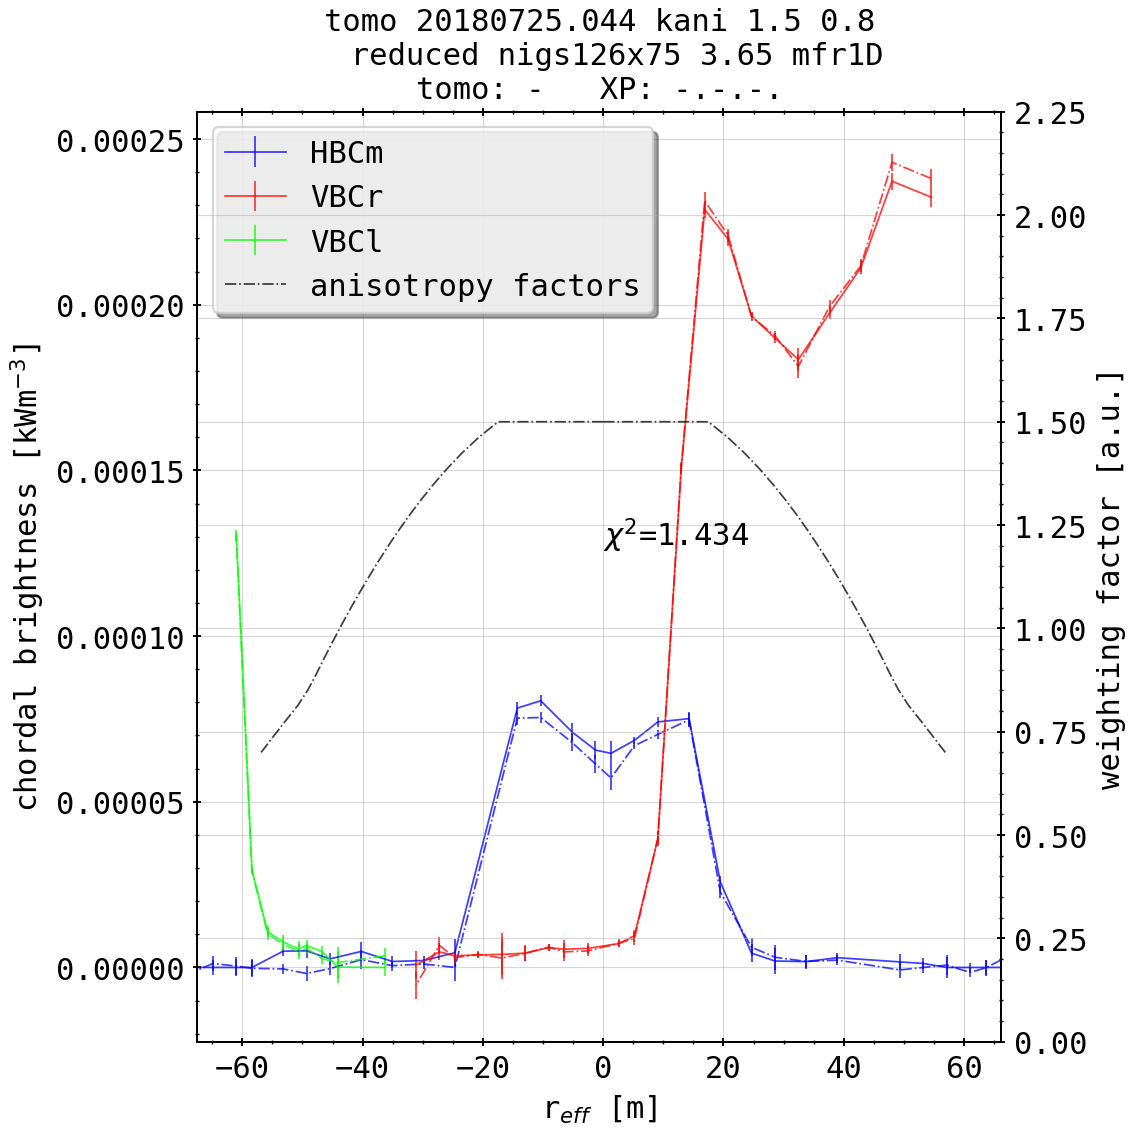 tomo 20180725.044 kani 1.5 0.8
reduced nigs126x75 3.65 mfr1D
tomo: -   XP: -.-.-.
HBCm
VBCr
VBCl
anisotropy factors
χ²=1.434
0.00025
0.00020
0.00015
0.00010
0.00005
0.00000
chordal brightness [kWm⁻³]
2.25
2.00
1.75
1.50
1.25
1.00
0.75
0.50
0.25
0.00
weighting factor [a.u.]
−60 −40 −20 0 20 40 60
r_eff [m]